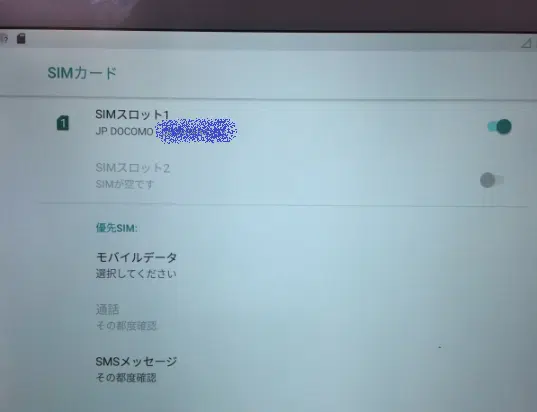 SIMカード
SIMスロット1
1
JP DOCOMO
SIMスロット2
SIMが空です
優先SIM:
モバイルデータ
選択してください
通話
その都度確認
SMSメッセージ
その都度確認